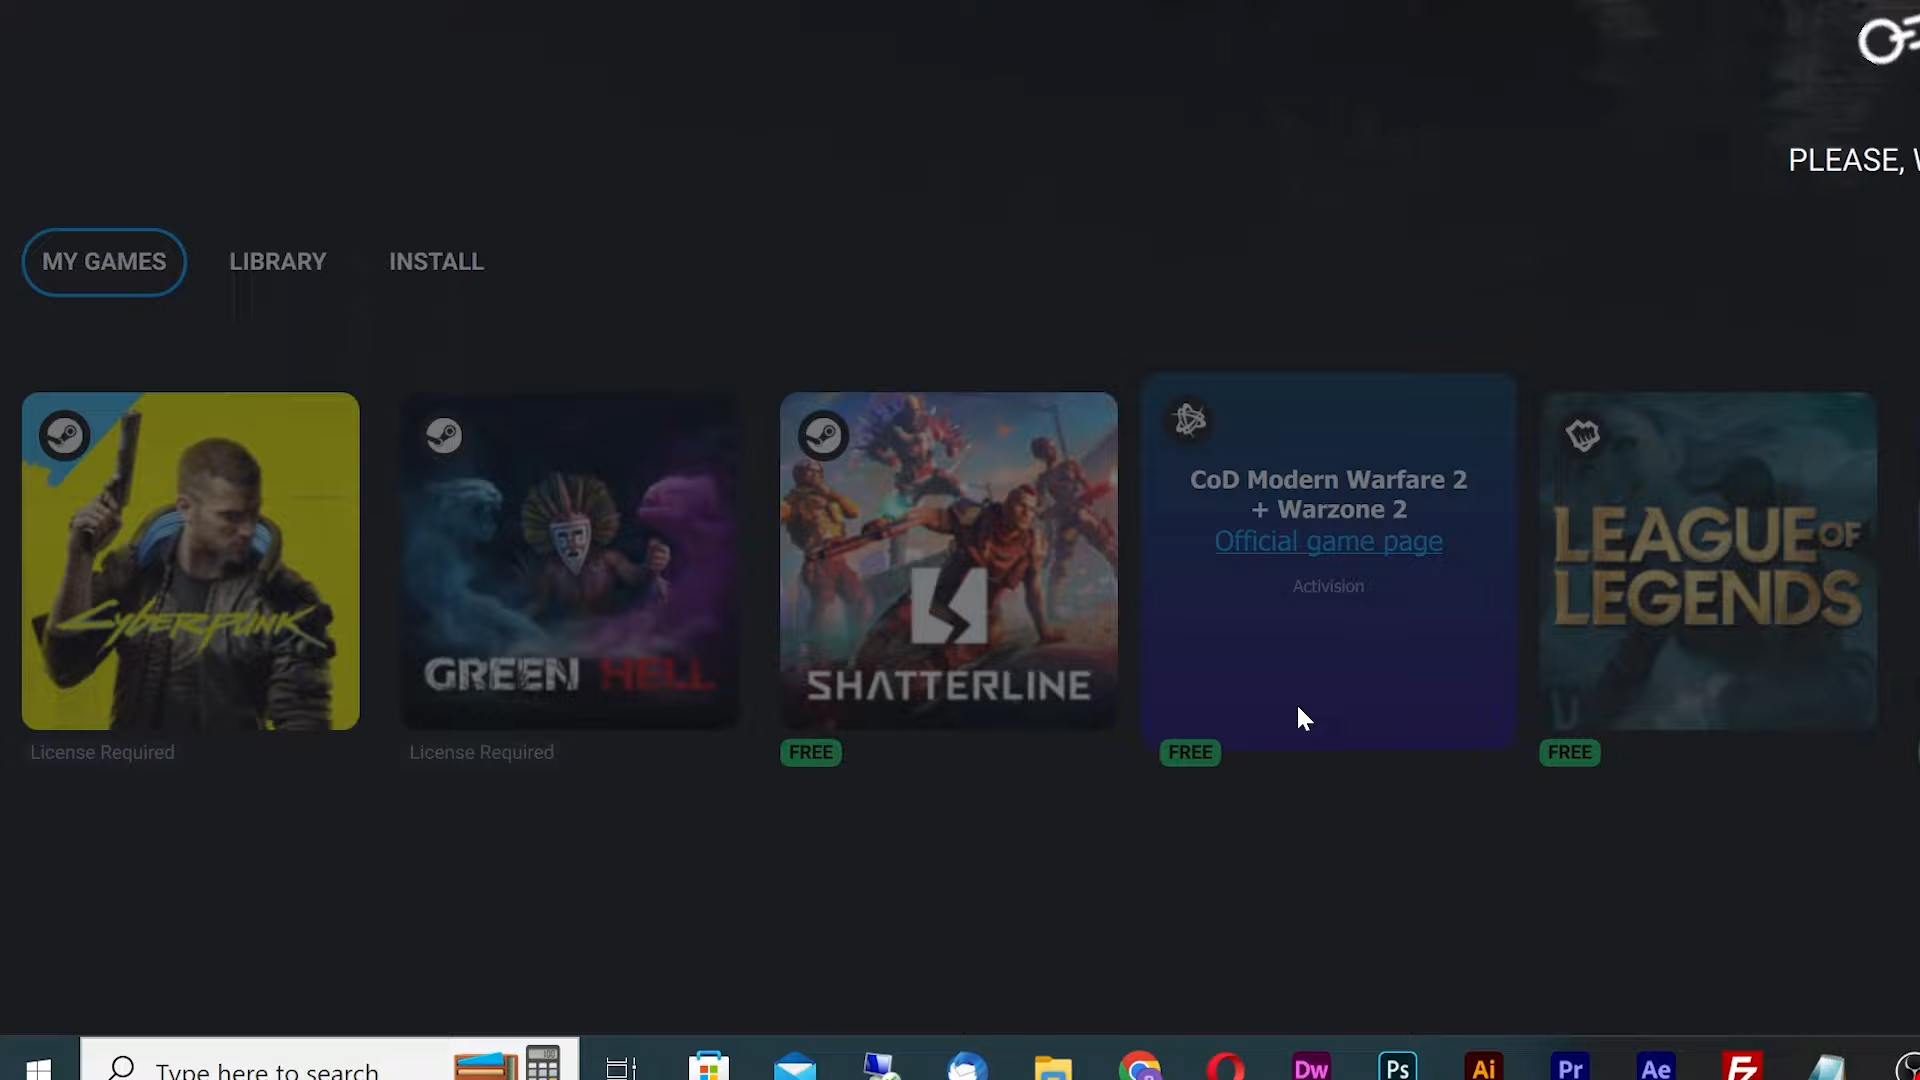 PLEASE,
MY GAMES
LIBRARY
INSTALL
CYBERPUNK
License Required
GREEN HELL
License Required
SHATTERLINE
FREE
CoD Modern Warfare 2
+ Warzone 2
Official game page
Activision
FREE
LEAGUE OF
LEGENDS
FREE
Type here to search
Dw
Ps
Ai
Pr
Ae
Fz